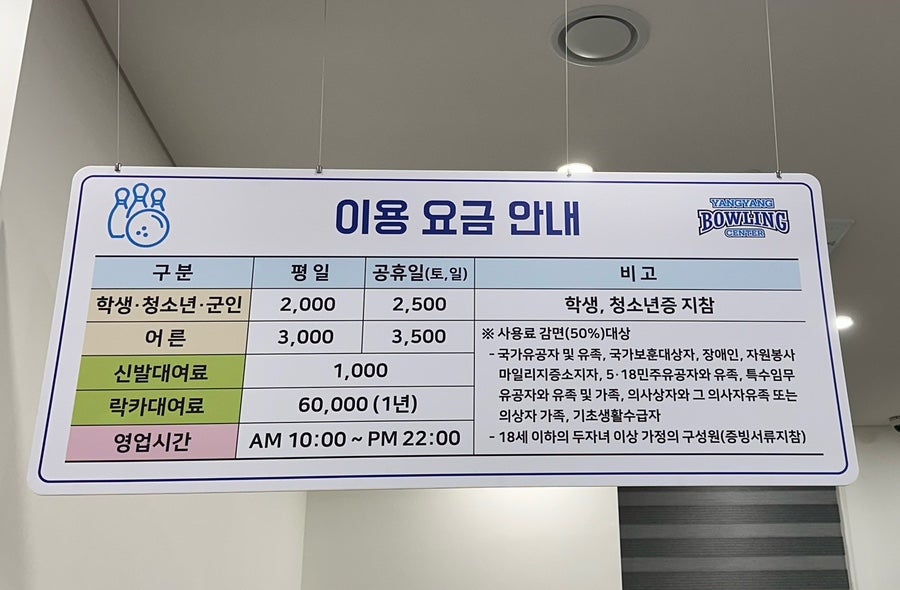 이용 요금 안내
YANGYANG
BOWLING
CENTER
구분 평일 공휴일(토,일) 비고
학생·청소년·군인 2,000 2,500 학생, 청소년증 지참
어른 3,000 3,500
신발대여료 1,000
락카대여료 60,000 (1년)
영업시간 AM 10:00 ~ PM 22:00
※ 사용료 감면(50%)대상
- 국가유공자 및 유족, 국가보훈대상자, 장애인, 자원봉사
마일리지증소지자, 5·18민주유공자와 유족, 특수임무
유공자와 유족 및 가족, 의사상자와 그 의사자유족 또는
의상자 가족, 기초생활수급자
- 18세 이하의 두자녀 이상 가정의 구성원(증빙서류지참)